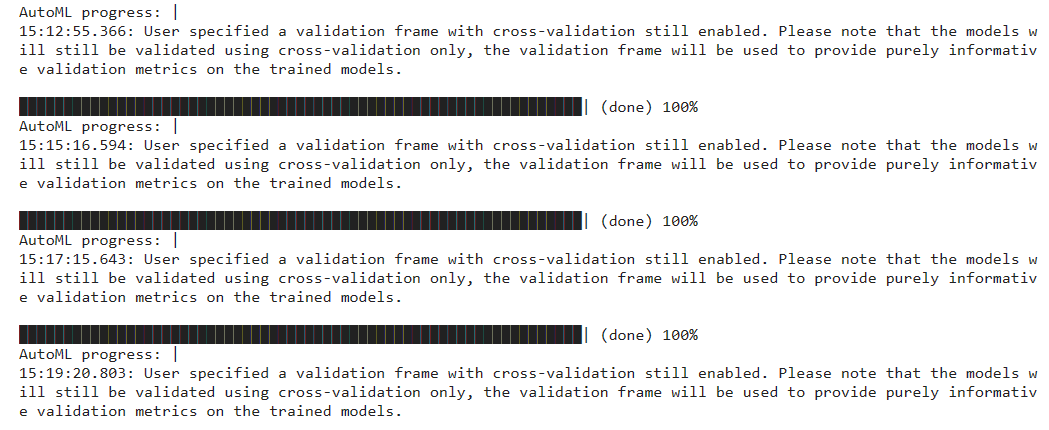 AutoML progress: |
15:12:55.366: User specified a validation frame with cross-validation still enabled. Please note that the models w
ill still be validated using cross-validation only, the validation frame will be used to provide purely informativ
e validation metrics on the trained models.
| (done) 100%
AutoML progress: |
15:15:16.594: User specified a validation frame with cross-validation still enabled. Please note that the models w
ill still be validated using cross-validation only, the validation frame will be used to provide purely informativ
e validation metrics on the trained models.
| (done) 100%
AutoML progress: |
15:17:15.643: User specified a validation frame with cross-validation still enabled. Please note that the models w
ill still be validated using cross-validation only, the validation frame will be used to provide purely informativ
e validation metrics on the trained models.
| (done) 100%
AutoML progress: |
15:19:20.803: User specified a validation frame with cross-validation still enabled. Please note that the models w
ill still be validated using cross-validation only, the validation frame will be used to provide purely informativ
e validation metrics on the trained models.